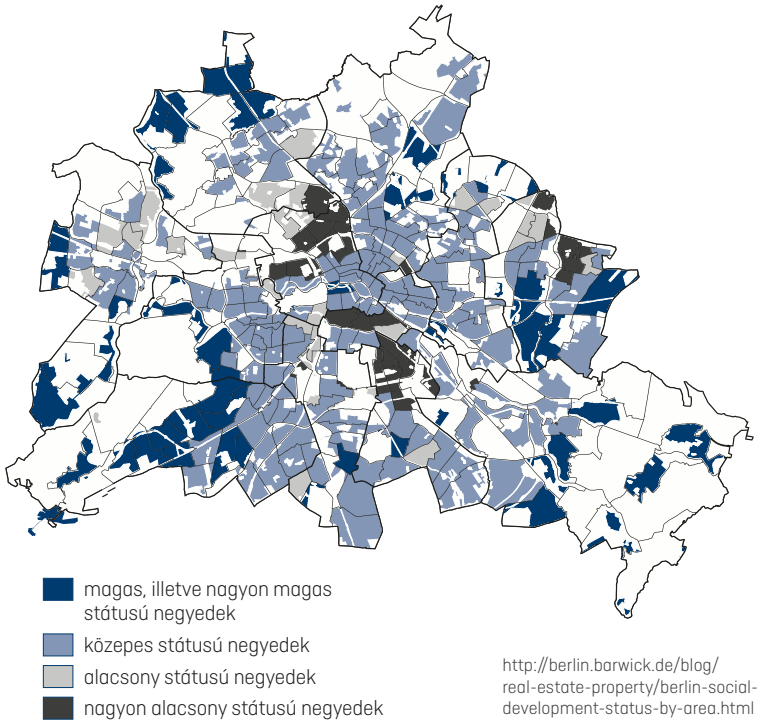 magas, illetve nagyon magas
státusú negyedek
közepes státusú negyedek
alacsony státusú negyedek
nagyon alacsony státusú negyedek
http://berlin.barwick.de/blog/
real-estate-property/berlin-social-
development-status-by-area.html